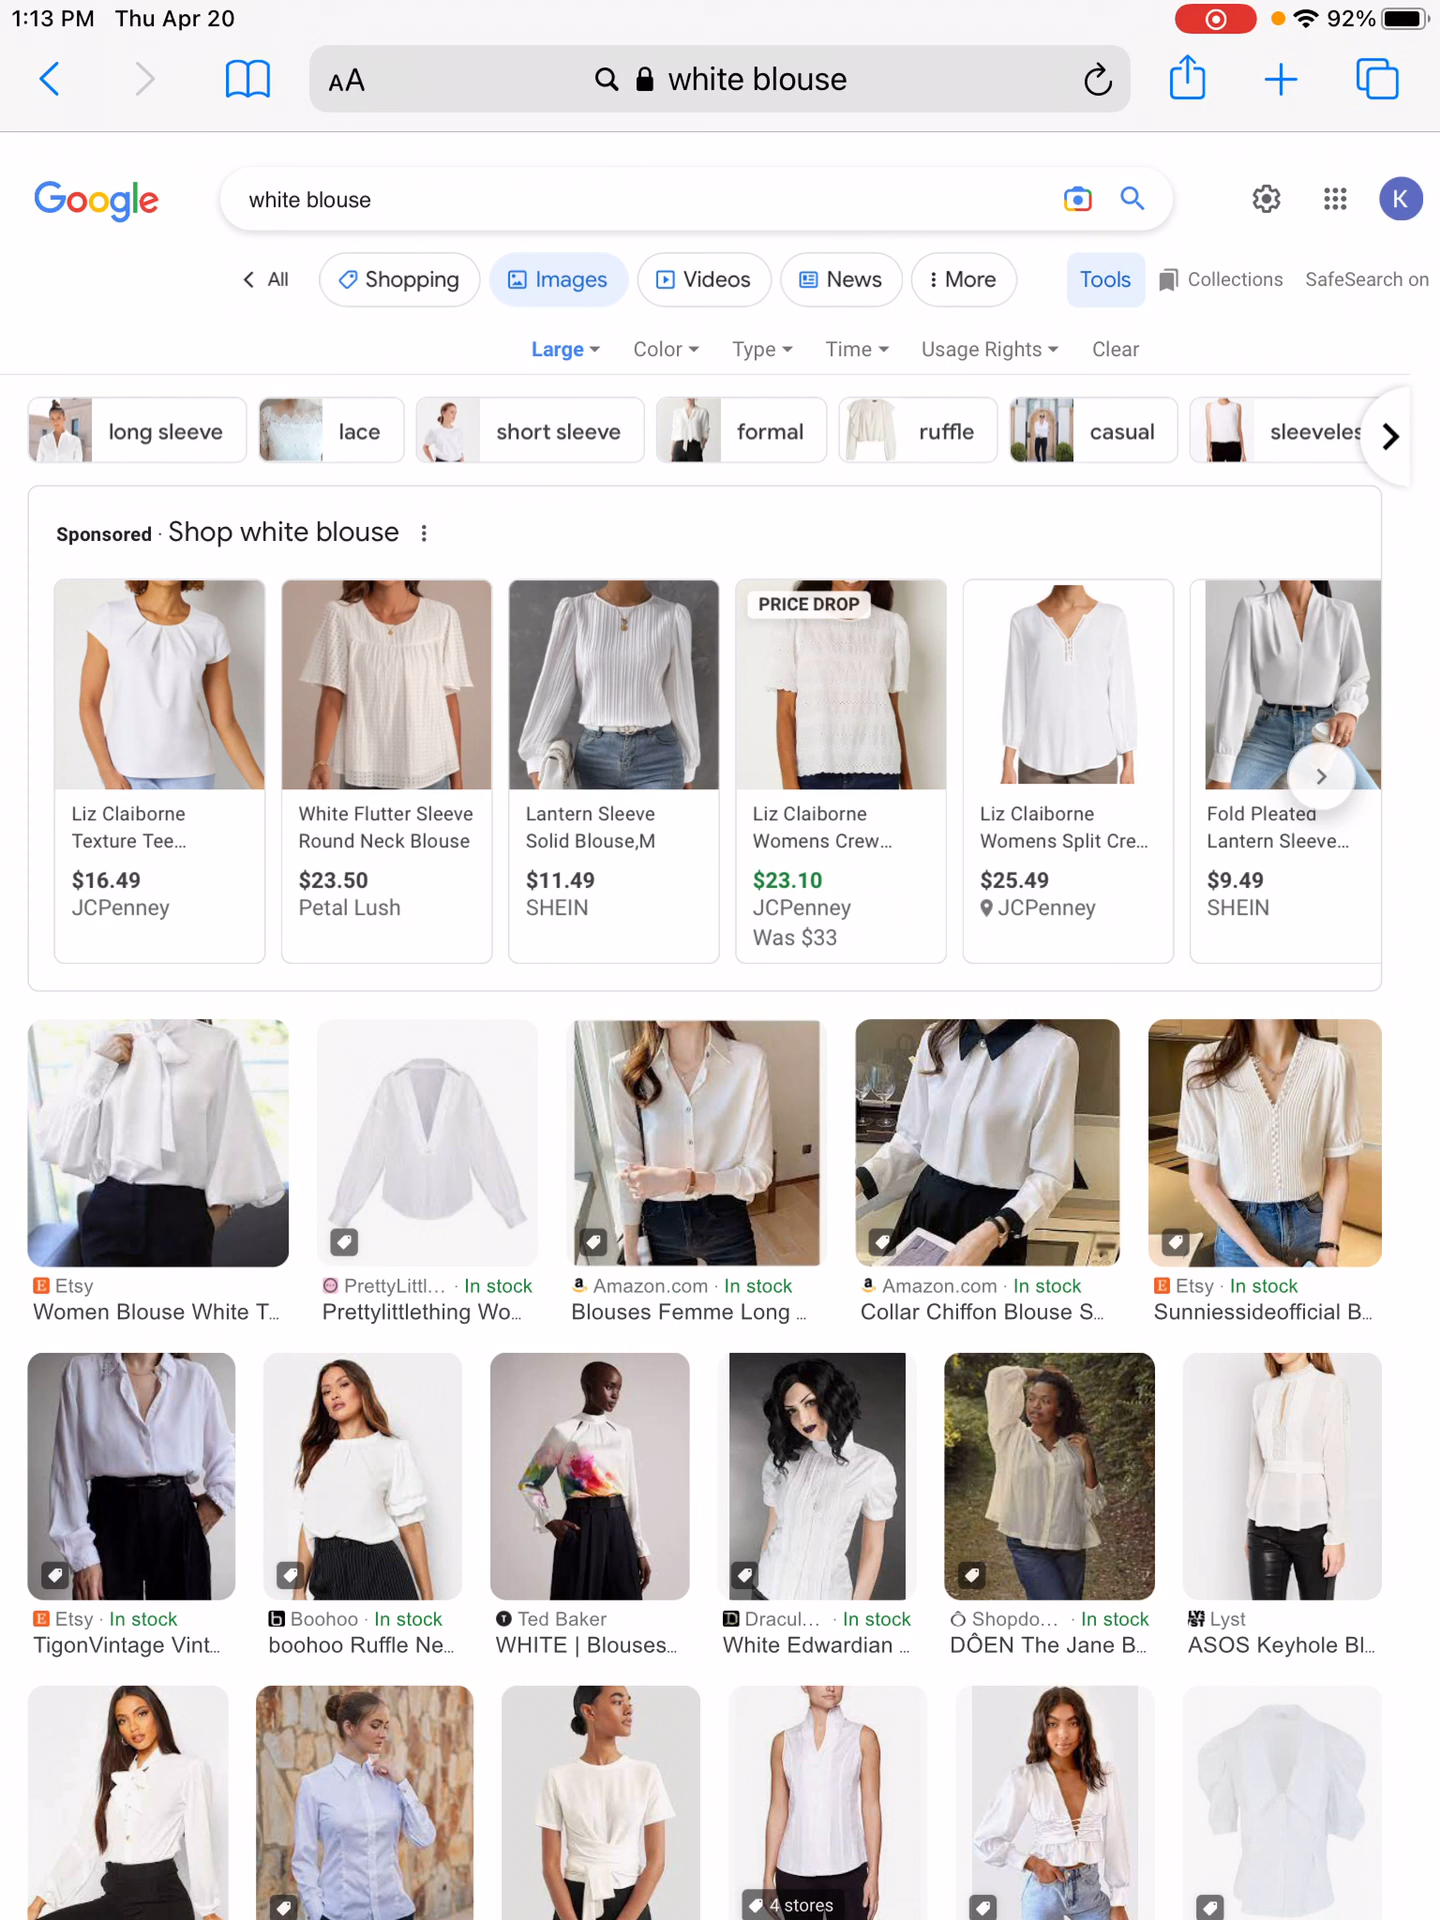 1:13 PM Thu Apr 20
92%
AA white blouse
Google white blouse K
All Shopping Images Videos News More Tools Collections SafeSearch on
Large Color Type Time Usage Rights Clear
long sleeve lace short sleeve formal ruffle casual sleeveles
Sponsored · Shop white blouse
PRICE DROP
Liz Claiborne
Texture Tee...
$16.49
JCPenney
White Flutter Sleeve
Round Neck Blouse
$23.50
Petal Lush
Lantern Sleeve
Solid Blouse,M
$11.49
SHEIN
Liz Claiborne
Womens Crew...
$23.10
JCPenney
Was $33
Liz Claiborne
Womens Split Cre...
$25.49
JCPenney
Fold Pleated
Lantern Sleeve...
$9.49
SHEIN
Etsy
Women Blouse White T...
PrettyLittl... · In stock
Prettylittlething Wo...
Amazon.com · In stock
Blouses Femme Long ...
Amazon.com · In stock
Collar Chiffon Blouse S...
Etsy · In stock
Sunniessideofficial B...
Etsy · In stock
TigonVintage Vint...
Boohoo · In stock
boohoo Ruffle Ne...
Ted Baker
WHITE | Blouses...
Dracul... · In stock
White Edwardian ...
Shopdo... · In stock
DÔEN The Jane B...
Lyst
ASOS Keyhole Bl...
4 stores